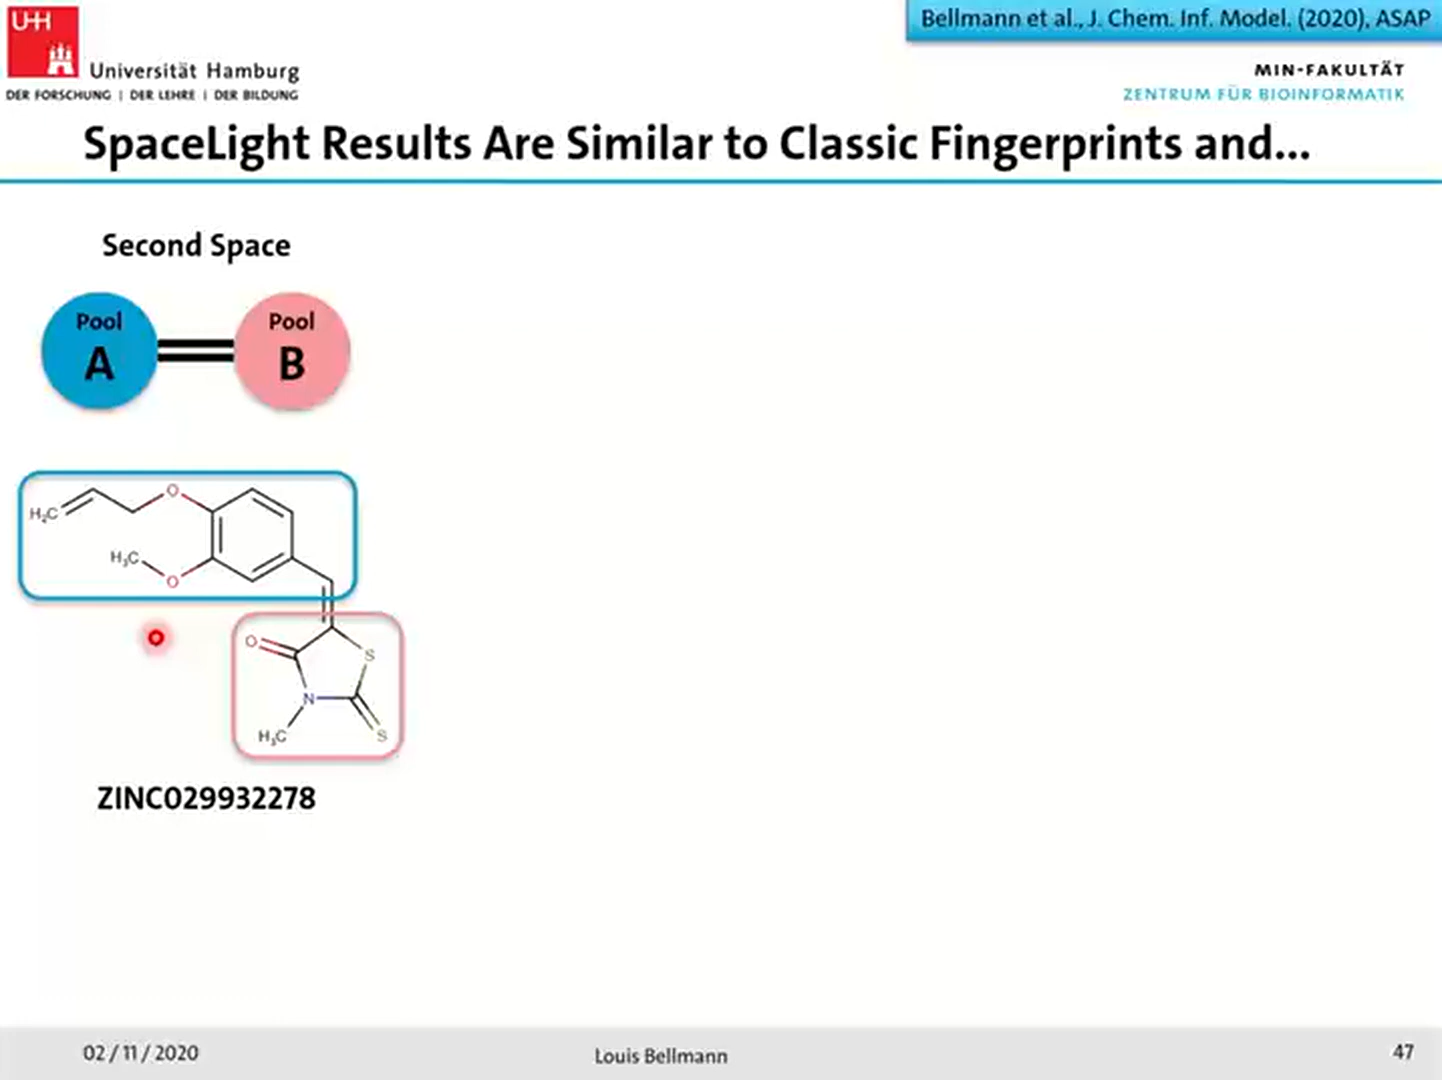 UHH
Universität Hamburg
DER FORSCHUNG | DER LEHRE | DER BILDUNG
Bellmann et al., J. Chem. Inf. Model. (2020), ASAP
MIN-FAKULTÄT
ZENTRUM FÜR BIOINFORMATIK
SpaceLight Results Are Similar to Classic Fingerprints and...
Second Space
Pool
A
Pool
B
H₂C
O
H₃C
O
O
S
N
H₃C
S
ZINC029932278
02 / 11 / 2020
Louis Bellmann
47